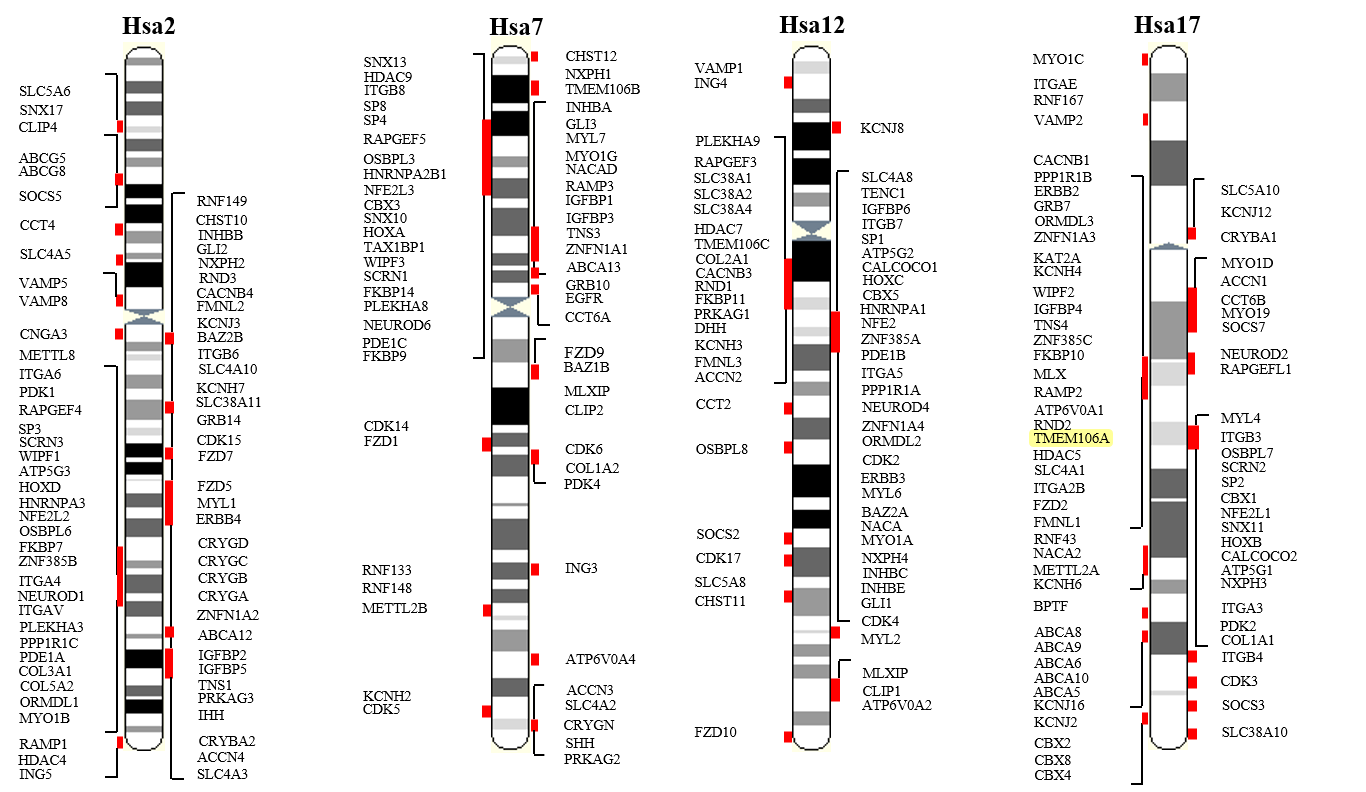 Hsa2
Hsa7
Hsa12
Hsa17
SLC5A6
SNX17
CLIP4
ABCG5
ABCG8
SOCS5
CCT4
SLC4A5
VAMP5
VAMP8
CNGA3
METTL8
ITGA6
PDK1
RAPGEF4
SP3
SCRN3
WIPF1
ATP5G3
HOXD
HNRNPA3
NFE2L2
OSBPL6
FKBP7
ZNF385B
ITGA4
NEUROD1
ITGAV
PLEKHA3
PPP1R1C
PDE1A
COL3A1
COL5A2
ORMDL1
MYO1B
RAMP1
HDAC4
ING5
RNF149
CHST10
INHBB
GLI2
NXPH2
RND3
CACNB4
FMNL2
KCNJ3
BAZ2B
ITGB6
SLC4A10
KCNH7
SLC38A11
GRB14
CDK15
FZD7
FZD5
MYL1
ERBB4
CRYGD
CRYGC
CRYGB
CRYGA
ZNFN1A2
ABCA12
IGFBP2
IGFBP5
TNS1
PRKAG3
IHH
CRYBA2
ACCN4
SLC4A3
SNX13
HDAC9
ITGB8
SP8
SP4
RAPGEF5
OSBPL3
HNRNPA2B1
NFE2L3
CBX3
SNX10
HOXA
TAX1BP1
WIPF3
SCRN1
FKBP14
PLEKHA8
NEUROD6
PDE1C
FKBP9
CDK14
FZD1
RNF133
RNF148
METTL2B
KCNH2
CDK5
CHST12
NXPH1
TMEM106B
INHBA
GLI3
MYL7
MYO1G
NACAD
RAMP3
IGFBP1
IGFBP3
TNS3
ZNFN1A1
ABCA13
GRB10
EGFR
CCT6A
FZD9
BAZ1B
MLXIP
CLIP2
CDK6
COL1A2
PDK4
ING3
ATP6V0A4
ACCN3
SLC4A2
CRYGN
SHH
PRKAG2
VAMP1
ING4
PLEKHA9
RAPGEF3
SLC38A1
SLC38A2
SLC38A4
HDAC7
TMEM106C
COL2A1
CACNB3
RND1
FKBP11
PRKAG1
DHH
KCNH3
FMNL3
ACCN2
CCT2
OSBPL8
SOCS2
CDK17
SLC5A8
CHST11
FZD10
KCNJ8
SLC4A8
TENC1
IGFBP6
ITGB7
SP1
ATP5G2
CALCOCO1
HOXC
CBX5
HNRNPA1
NFE2
ZNF385A
PDE1B
ITGA5
PPP1R1A
NEUROD4
ZNFN1A4
ORMDL2
CDK2
ERBB3
MYL6
BAZ2A
NACA
MYO1A
NXPH4
INHBC
INHBE
GLI1
CDK4
MYL2
MLXIP
CLIP1
ATP6V0A2
MYO1C
ITGAE
RNF167
VAMP2
CACNB1
PPP1R1B
ERBB2
GRB7
ORMDL3
ZNFN1A3
KAT2A
KCNH4
WIPF2
IGFBP4
TNS4
ZNF385C
FKBP10
MLX
RAMP2
ATP6V0A1
RND2
TMEM106A
HDAC5
SLC4A1
ITGA2B
FZD2
FMNL1
RNF43
NACA2
METTL2A
KCNH6
BPTF
ABCA8
ABCA9
ABCA6
ABCA10
ABCA5
KCNJ16
KCNJ2
CBX2
CBX8
CBX4
SLC5A10
KCNJ12
CRYBA1
MYO1D
ACCN1
CCT6B
MYO19
SOCS7
NEUROD2
RAPGEFL1
MYL4
ITGB3
OSBPL7
SCRN2
SP2
CBX1
NFE2L1
SNX11
HOXB
CALCOCO2
ATP5G1
NXPH3
ITGA3
PDK2
COL1A1
ITGB4
CDK3
SOCS3
SLC38A10